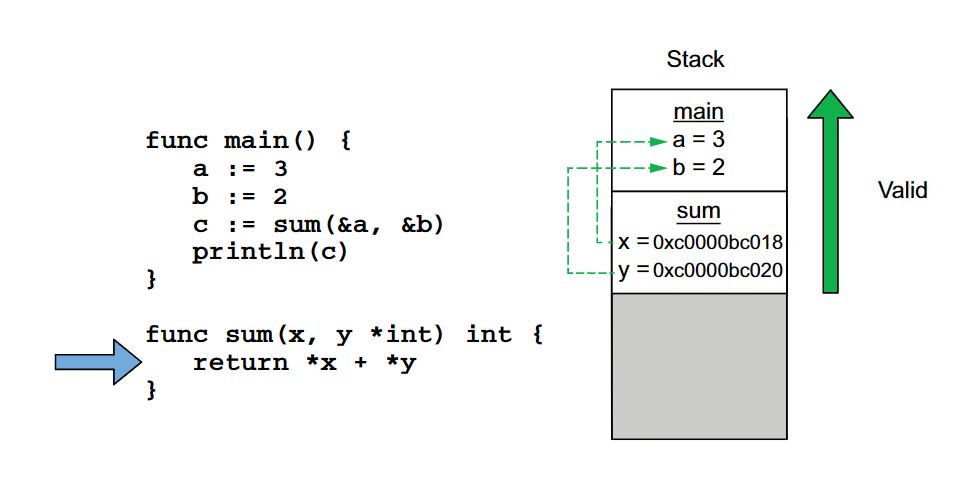 func main() {
a := 3
b := 2
c := sum(&a, &b)
println(c)
}
func sum(x, y *int) int {
return *x + *y
}
Stack
main
a = 3
b = 2
sum
x = 0xc0000bc018
y = 0xc0000bc020
Valid